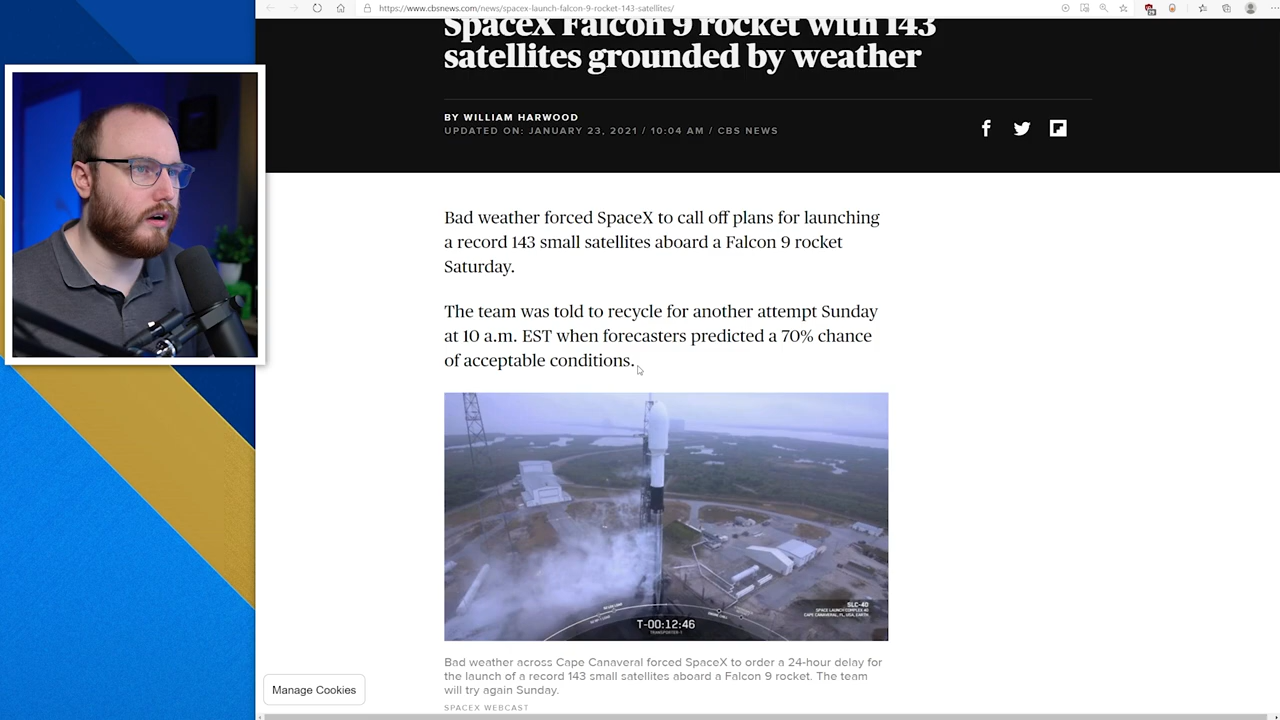 https://www.cbsnews.com/news/spacex-launch-falcon-9-rocket-143-satellites/
SpaceX Falcon 9 rocket with 143
satellites grounded by weather
BY WILLIAM HARWOOD
UPDATED ON: JANUARY 23, 2021 / 10:04 AM / CBS NEWS
Bad weather forced SpaceX to call off plans for launching
a record 143 small satellites aboard a Falcon 9 rocket
Saturday.
The team was told to recycle for another attempt Sunday
at 10 a.m. EST when forecasters predicted a 70% chance
of acceptable conditions.
SLC-40
SPACE LAUNCH COMPLEX 40
CAPE CANAVERAL, FL, USA, EARTH
T-00:12:46
TRANSPORTER-1
Bad weather across Cape Canaveral forced SpaceX to order a 24-hour delay for
the launch of a record 143 small satellites aboard a Falcon 9 rocket. The team
will try again Sunday.
SPACEX WEBCAST
Manage Cookies